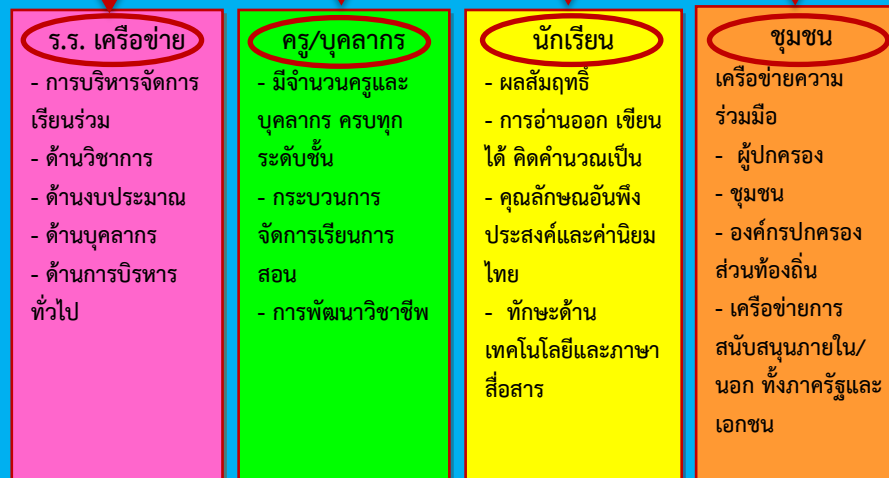 ร.ร. เครือข่าย
- การบริหารจัดการ
เรียนร่วม
- ด้านวิชาการ
- ด้านงบประมาณ
- ด้านบุคลากร
- ด้านการบิรหาร
ทั่วไป
ครู/บุคลากร
- มีจำนวนครูและ
บุคลากร ครบทุก
ระดับชั้น
- กระบวนการ
จัดการเรียนการ
สอน
- การพัฒนาวิชาชีพ
นักเรียน
- ผลสัมฤทธิ์
- การอ่านออก เขียน
ได้ คิดคำนวณเป็น
- คุณลักษณอันพึง
ประสงค์และค่านิยม
ไทย
- ทักษะด้าน
เทคโนโลยีและภาษา
สื่อสาร
ชุมชน
เครือข่ายความ
ร่วมมือ
- ผู้ปกครอง
- ชุมชน
- องค์กรปกครอง
ส่วนท้องถิ่น
- เครือข่ายการ
สนับสนุนภายใน/
นอก ทั้งภาครัฐและ
เอกชน